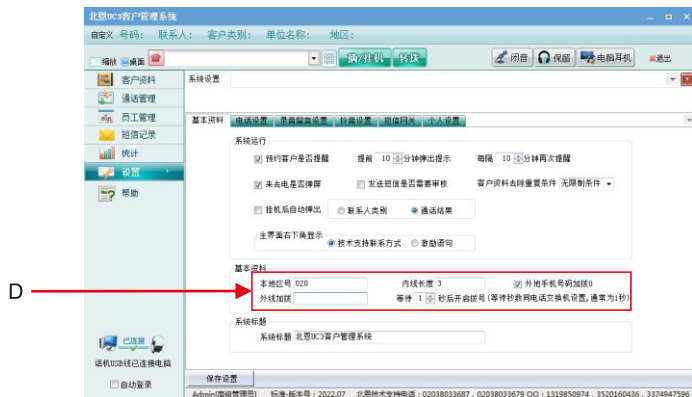 北恩UC3客户管理系统
自定义 号码: 联系人: 客户类别: 单位名称: 地区:
缩放 桌面 摘/挂机 转拨 闭音 保留 电脑耳机 退出
客户资料 系统设置
通话管理
员工管理
基本资料 电话设置 录音留言设置 铃音设置 短信网关 个人设置
短信记录
统计
设置
帮助
系统运行
预约客户是否提醒 提前 10 分钟弹出提示 每隔 10 分钟再次提醒
来去电是否弹屏 发送短信是否需要审核 客户资料去除重复条件 无限制条件
挂机后自动弹出 联系人类别 通话结果
主界面右下角显示 技术支持联系方式 激励语句
基本资料
本地区号 020 内线长度 3 外地手机号码加拨0
D
外线加拨 等待 1 秒后开启拨号(等待秒数同电话交换机设置,通常为1秒)
系统标题
系统标题 北恩UC3客户管理系统
已连接
话机USB线已连接电脑
自动登录
保存设置
Admin[高级管理员] 标准-版本号:2022.07 北恩技术支持电话:02038033687,02038033679 QQ:1319850974,3520160436,3374947596